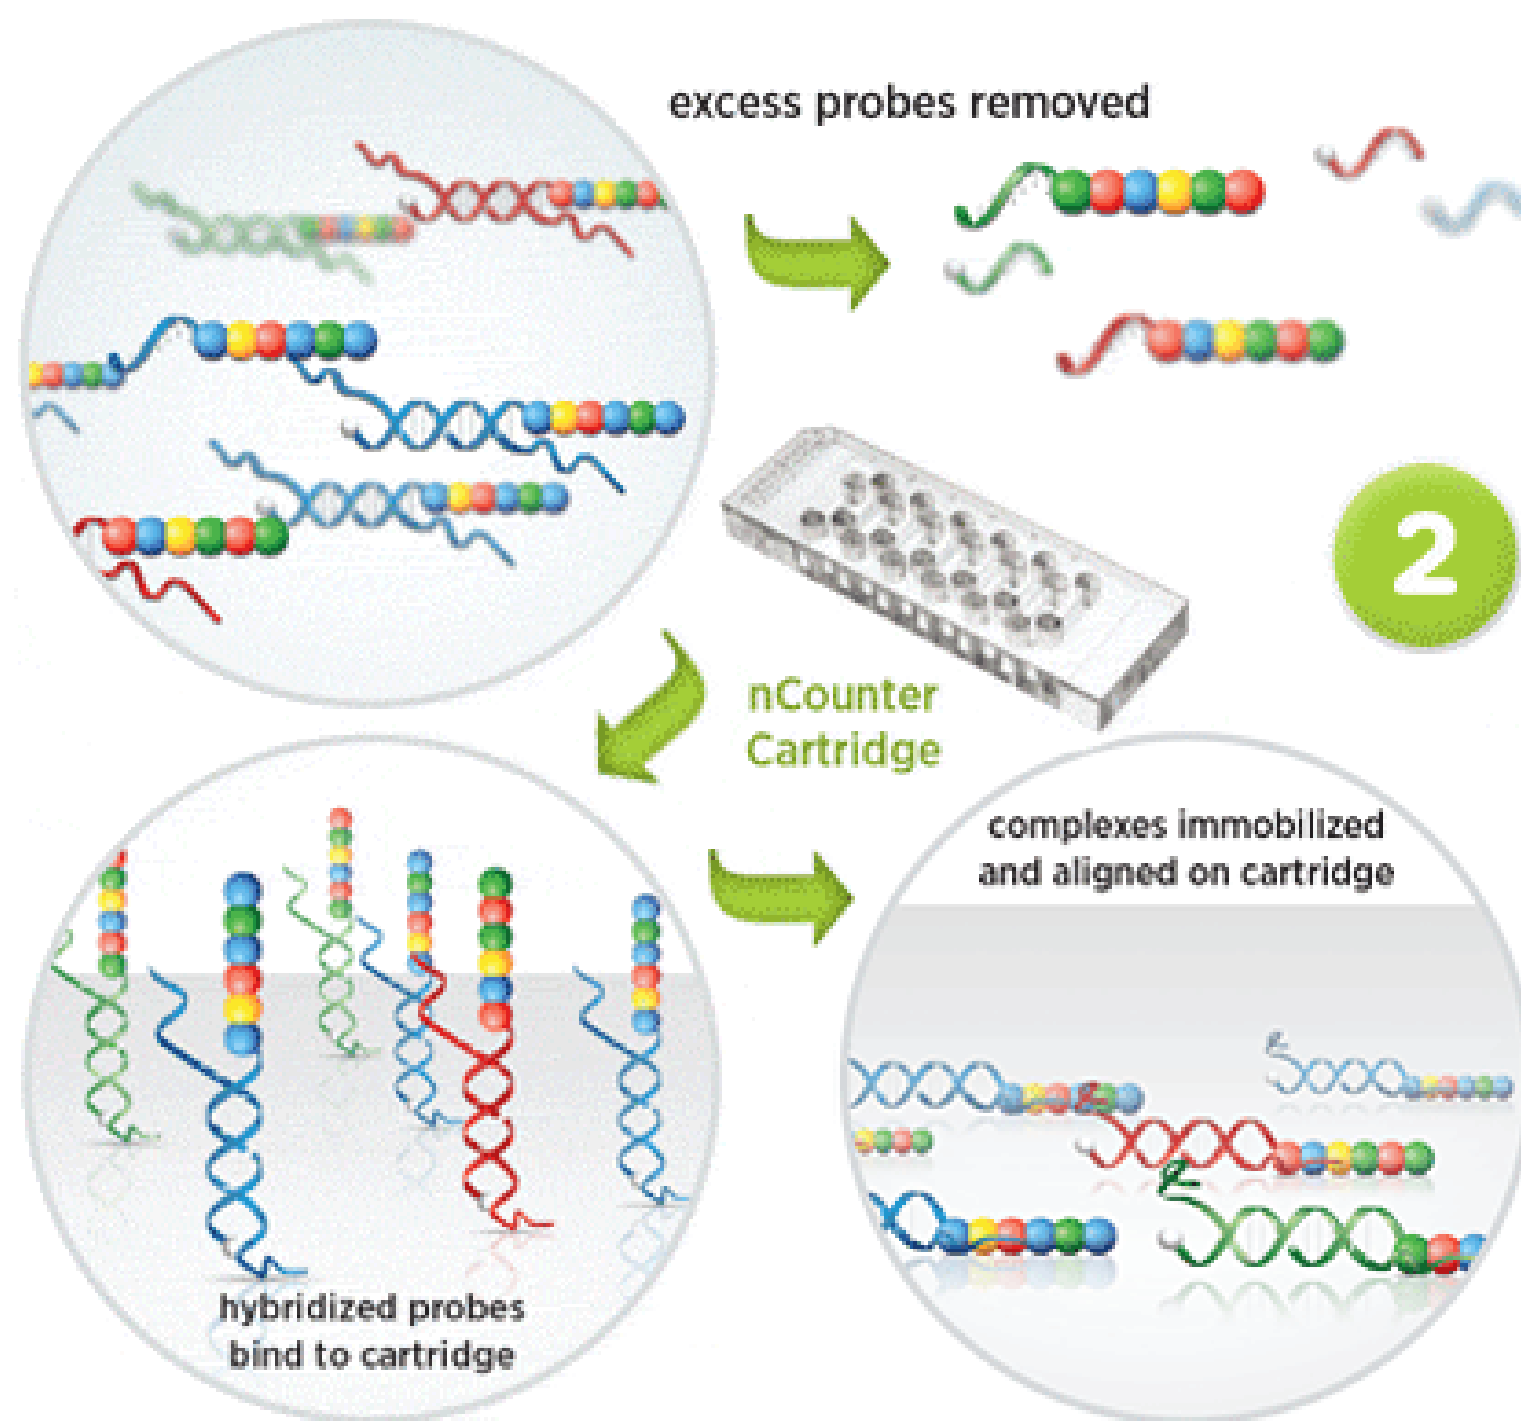 excess probes removed
2
nCounter
Cartridge
complexes immobilized
and aligned on cartridge
hybridized probes
bind to cartridge